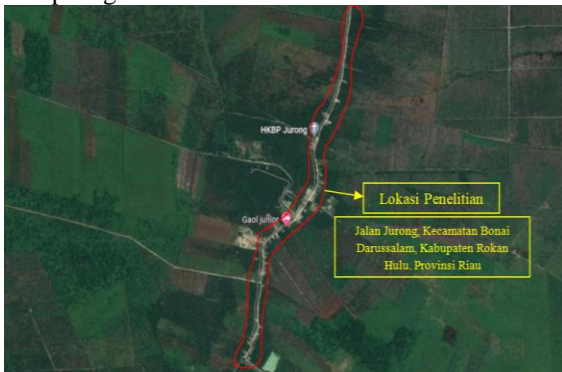 HKBP Jurong
Lokasi Penelitian
Gaol junior
Jalan Jurong, Kecamatan Bonai
Darussalam, Kabupaten Rokan
Hulu, Provinsi Riau